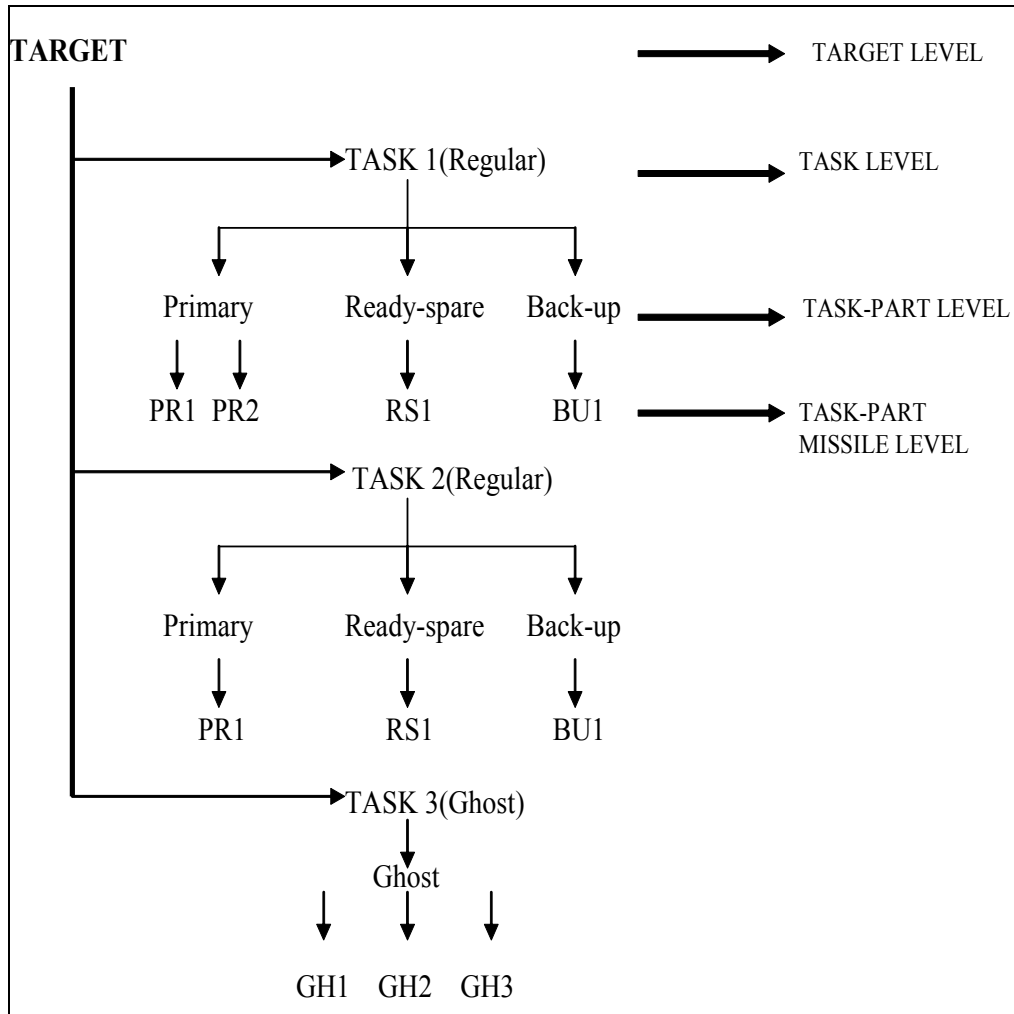 TARGET
TARGET LEVEL
TASK 1(Regular)
TASK LEVEL
Primary
Ready-spare
Back-up
TASK-PART LEVEL
PR1
PR2
RS1
BU1
TASK-PART
MISSILE LEVEL
TASK 2(Regular)
Primary
Ready-spare
Back-up
PR1
RS1
BU1
TASK 3(Ghost)
Ghost
GH1
GH2
GH3